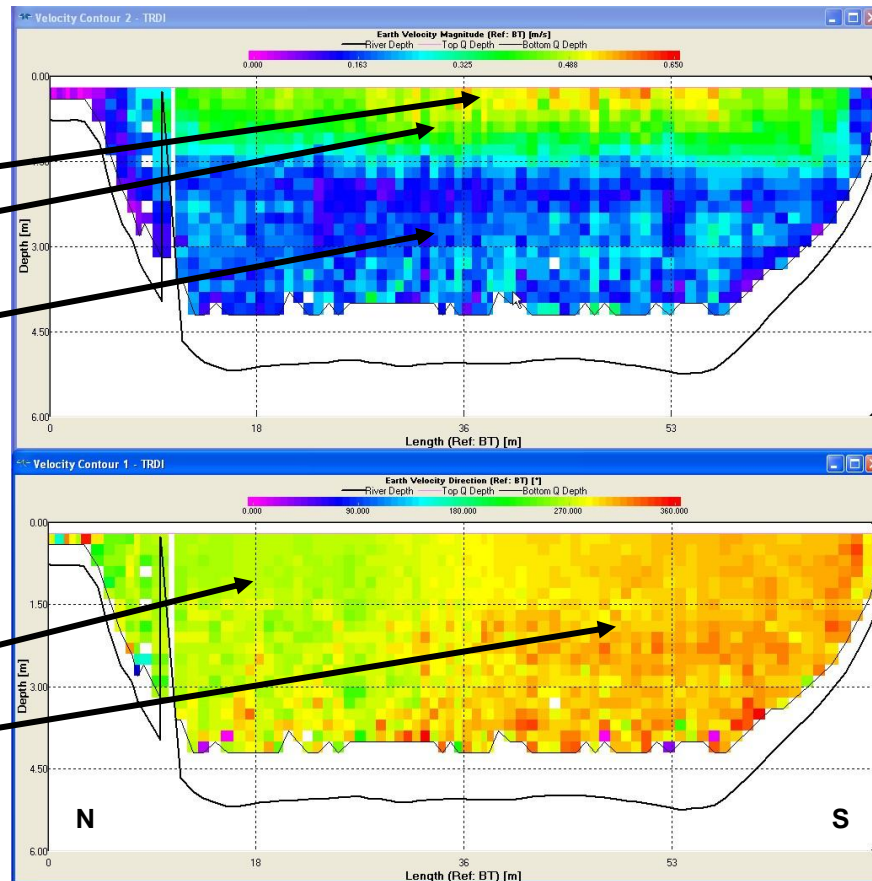 Velocity Contour 2 - TRDI
Earth Velocity Magnitude (Ref: BT) [m/s]
River Depth Top Q Depth Bottom Q Depth
0.000 0.163 0.325 0.488 0.650
0.00
1.50
3.00
4.50
6.00
Depth [m]
0 18 36 53
Length (Ref: BT) [m]
Velocity Contour 1 - TRDI
Earth Velocity Direction (Ref: BT) [°]
River Depth Top Q Depth Bottom Q Depth
0.000 90.000 180.000 270.000 360.000
0.00
1.50
3.00
4.50
6.00
Depth [m]
N S
0 18 36 53
Length (Ref: BT) [m]